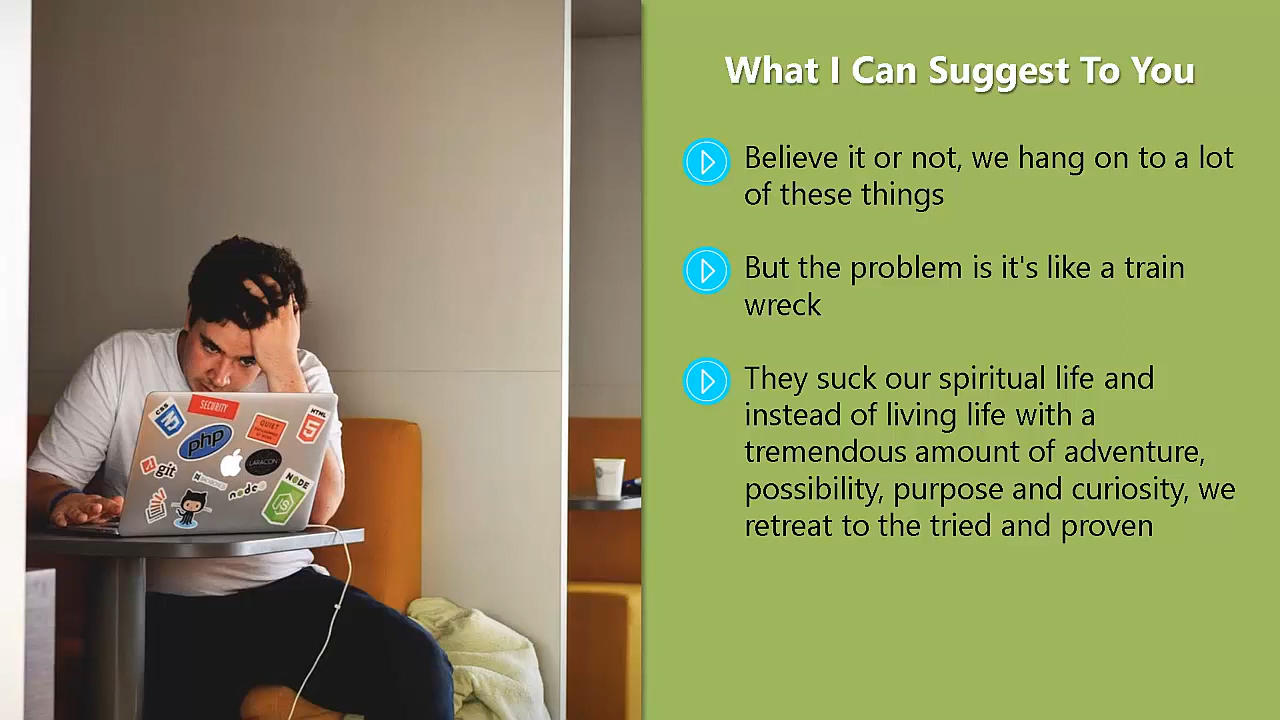 What I Can Suggest To You
Believe it or not, we hang on to a lot
of these things
But the problem is it's like a train
wreck
They suck our spiritual life and
instead of living life with a
tremendous amount of adventure,
possibility, purpose and curiosity, we
retreat to the tried and proven
CSS
SECURITY
HTML
QUIET
php
git
LARACON
node
NODE